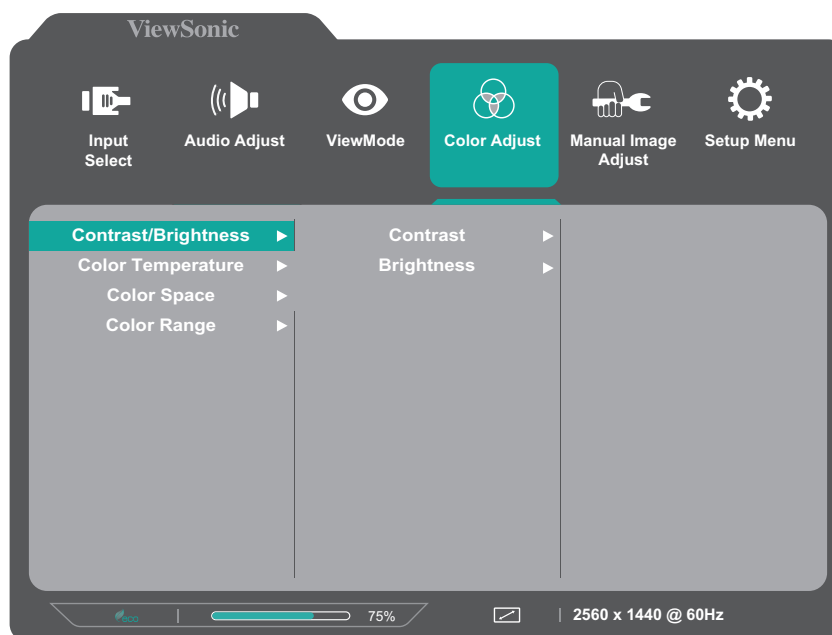 ViewSonic
Input
Select
Audio Adjust
ViewMode
Color Adjust
Manual Image
Adjust
Setup Menu
Contrast/Brightness
Color Temperature
Color Space
Color Range
Contrast
Brightness
eco
75%
2560 x 1440 @ 60Hz